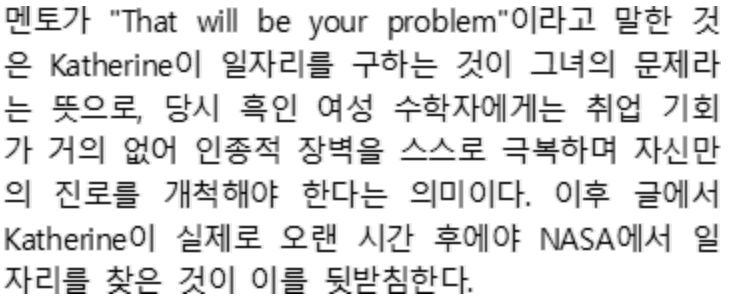 멘토가 "That will be your problem"이라고 말한 것
은 Katherine이 일자리를 구하는 것이 그녀의 문제라
는 뜻으로, 당시 흑인 여성 수학자에게는 취업 기회
가 거의 없어 인종적 장벽을 스스로 극복하며 자신만
의 진로를 개척해야 한다는 의미이다. 이후 글에서
Katherine이 실제로 오랜 시간 후에야 NASA에서 일
자리를 찾은 것이 이를 뒷받침한다.